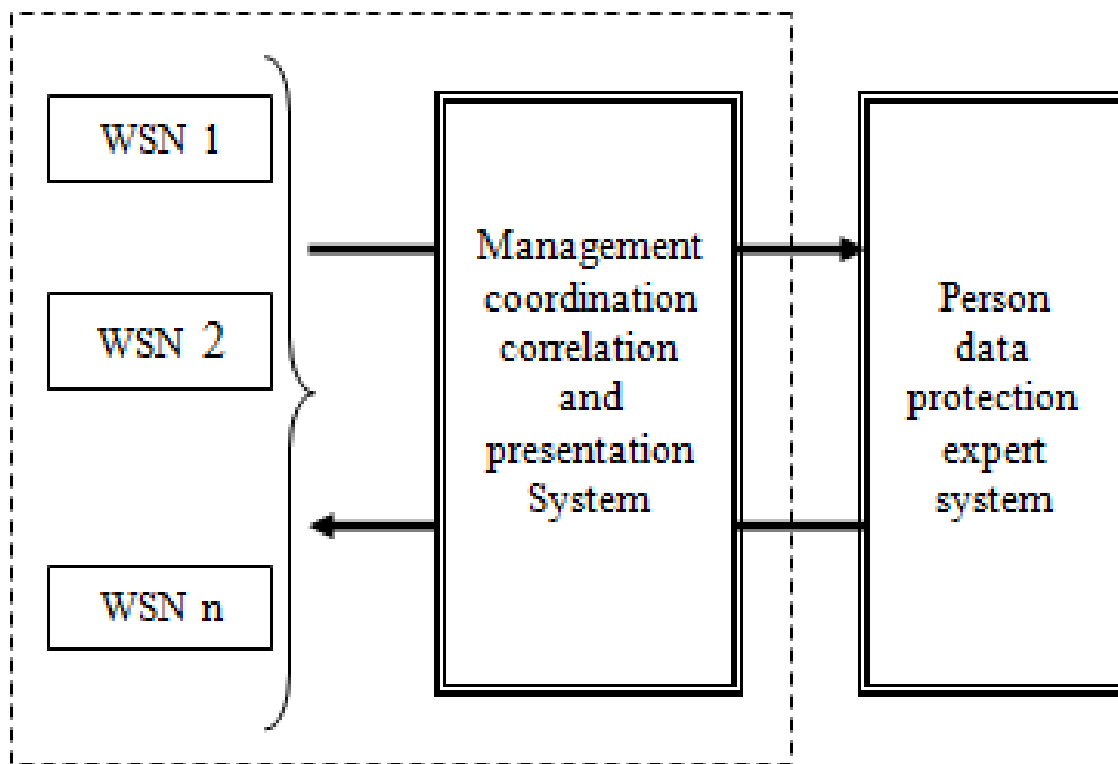 WSN 1
WSN 2
WSN n
Management
coordination
correlation
and
presentation
System
Person
data
protection
expert
system